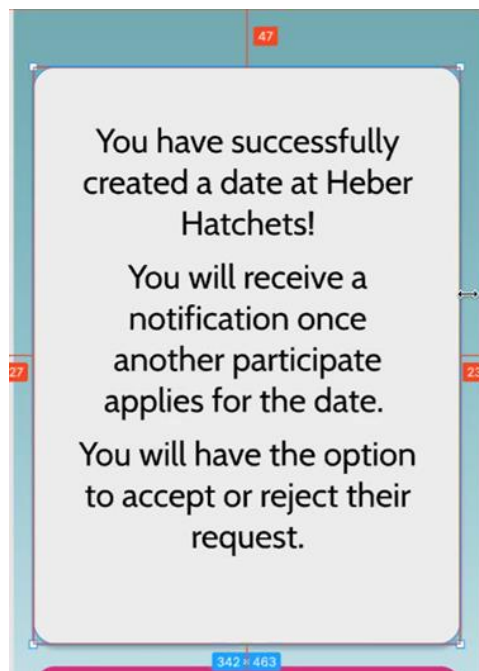 47
You have successfully
created a date at Heber
Hatchets!
You will receive a
notification once
another participate
27
23
applies for the date.
You will have the option
to accept or reject their
request.
342 × 463